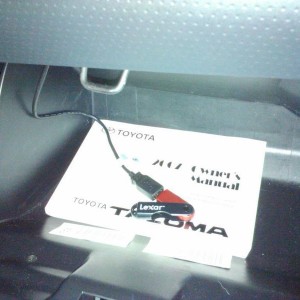 TOYOTA
2007 Owner's
Manual
Lexar
TOYOTA TACOMA